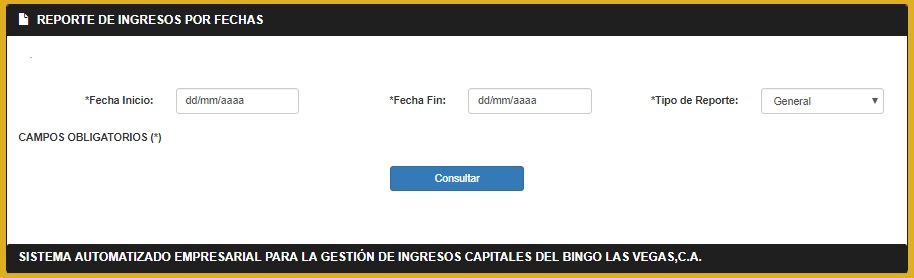 REPORTE DE INGRESOS POR FECHAS
*Fecha Inicio: dd/mm/aaaa *Fecha Fin: dd/mm/aaaa *Tipo de Reporte: General
CAMPOS OBLIGATORIOS (*)
Consultar
SISTEMA AUTOMATIZADO EMPRESARIAL PARA LA GESTIÓN DE INGRESOS CAPITALES DEL BINGO LAS VEGAS,C.A.